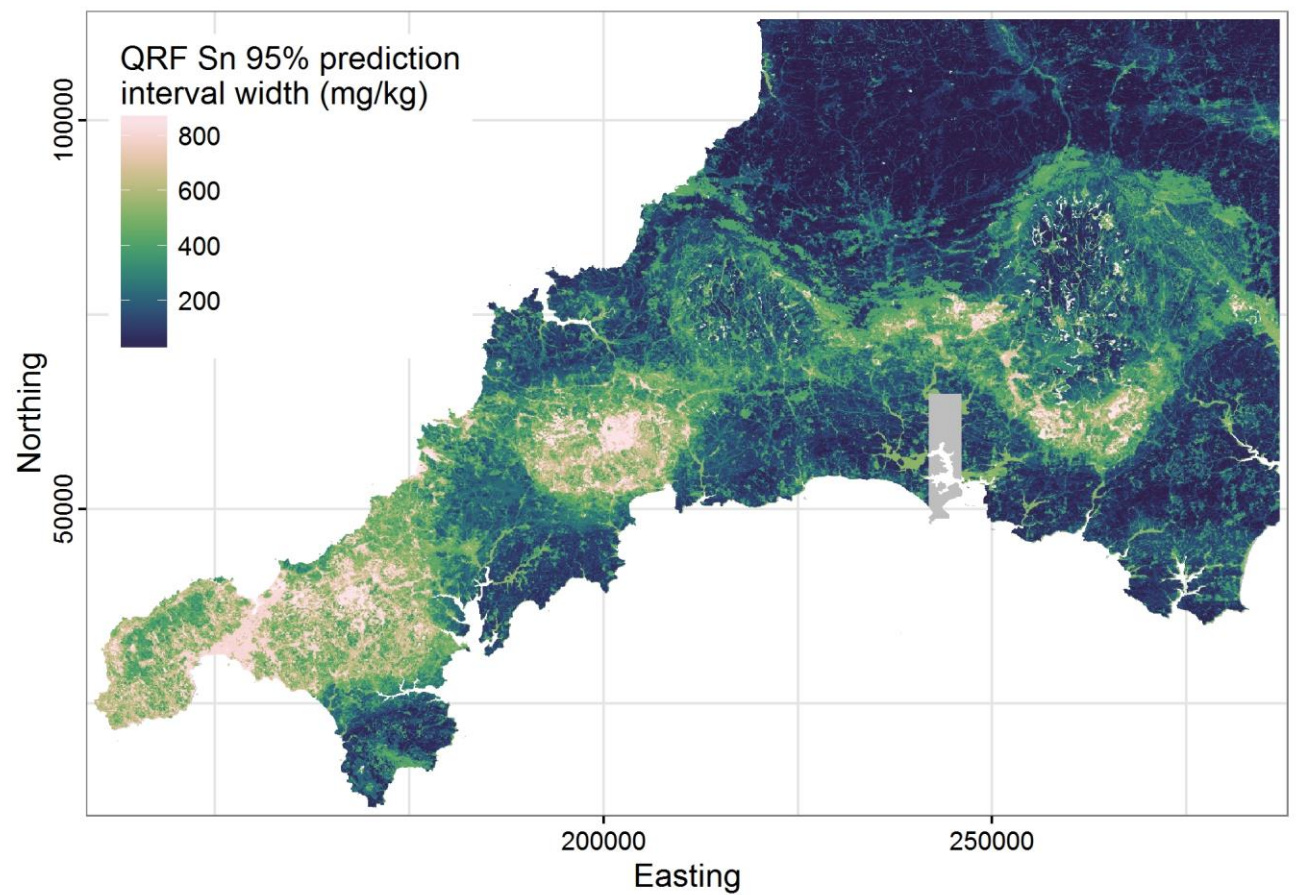 QRF Sn 95% prediction
interval width (mg/kg)
800
600
400
200
100000
50000
Northing
200000
250000
Easting